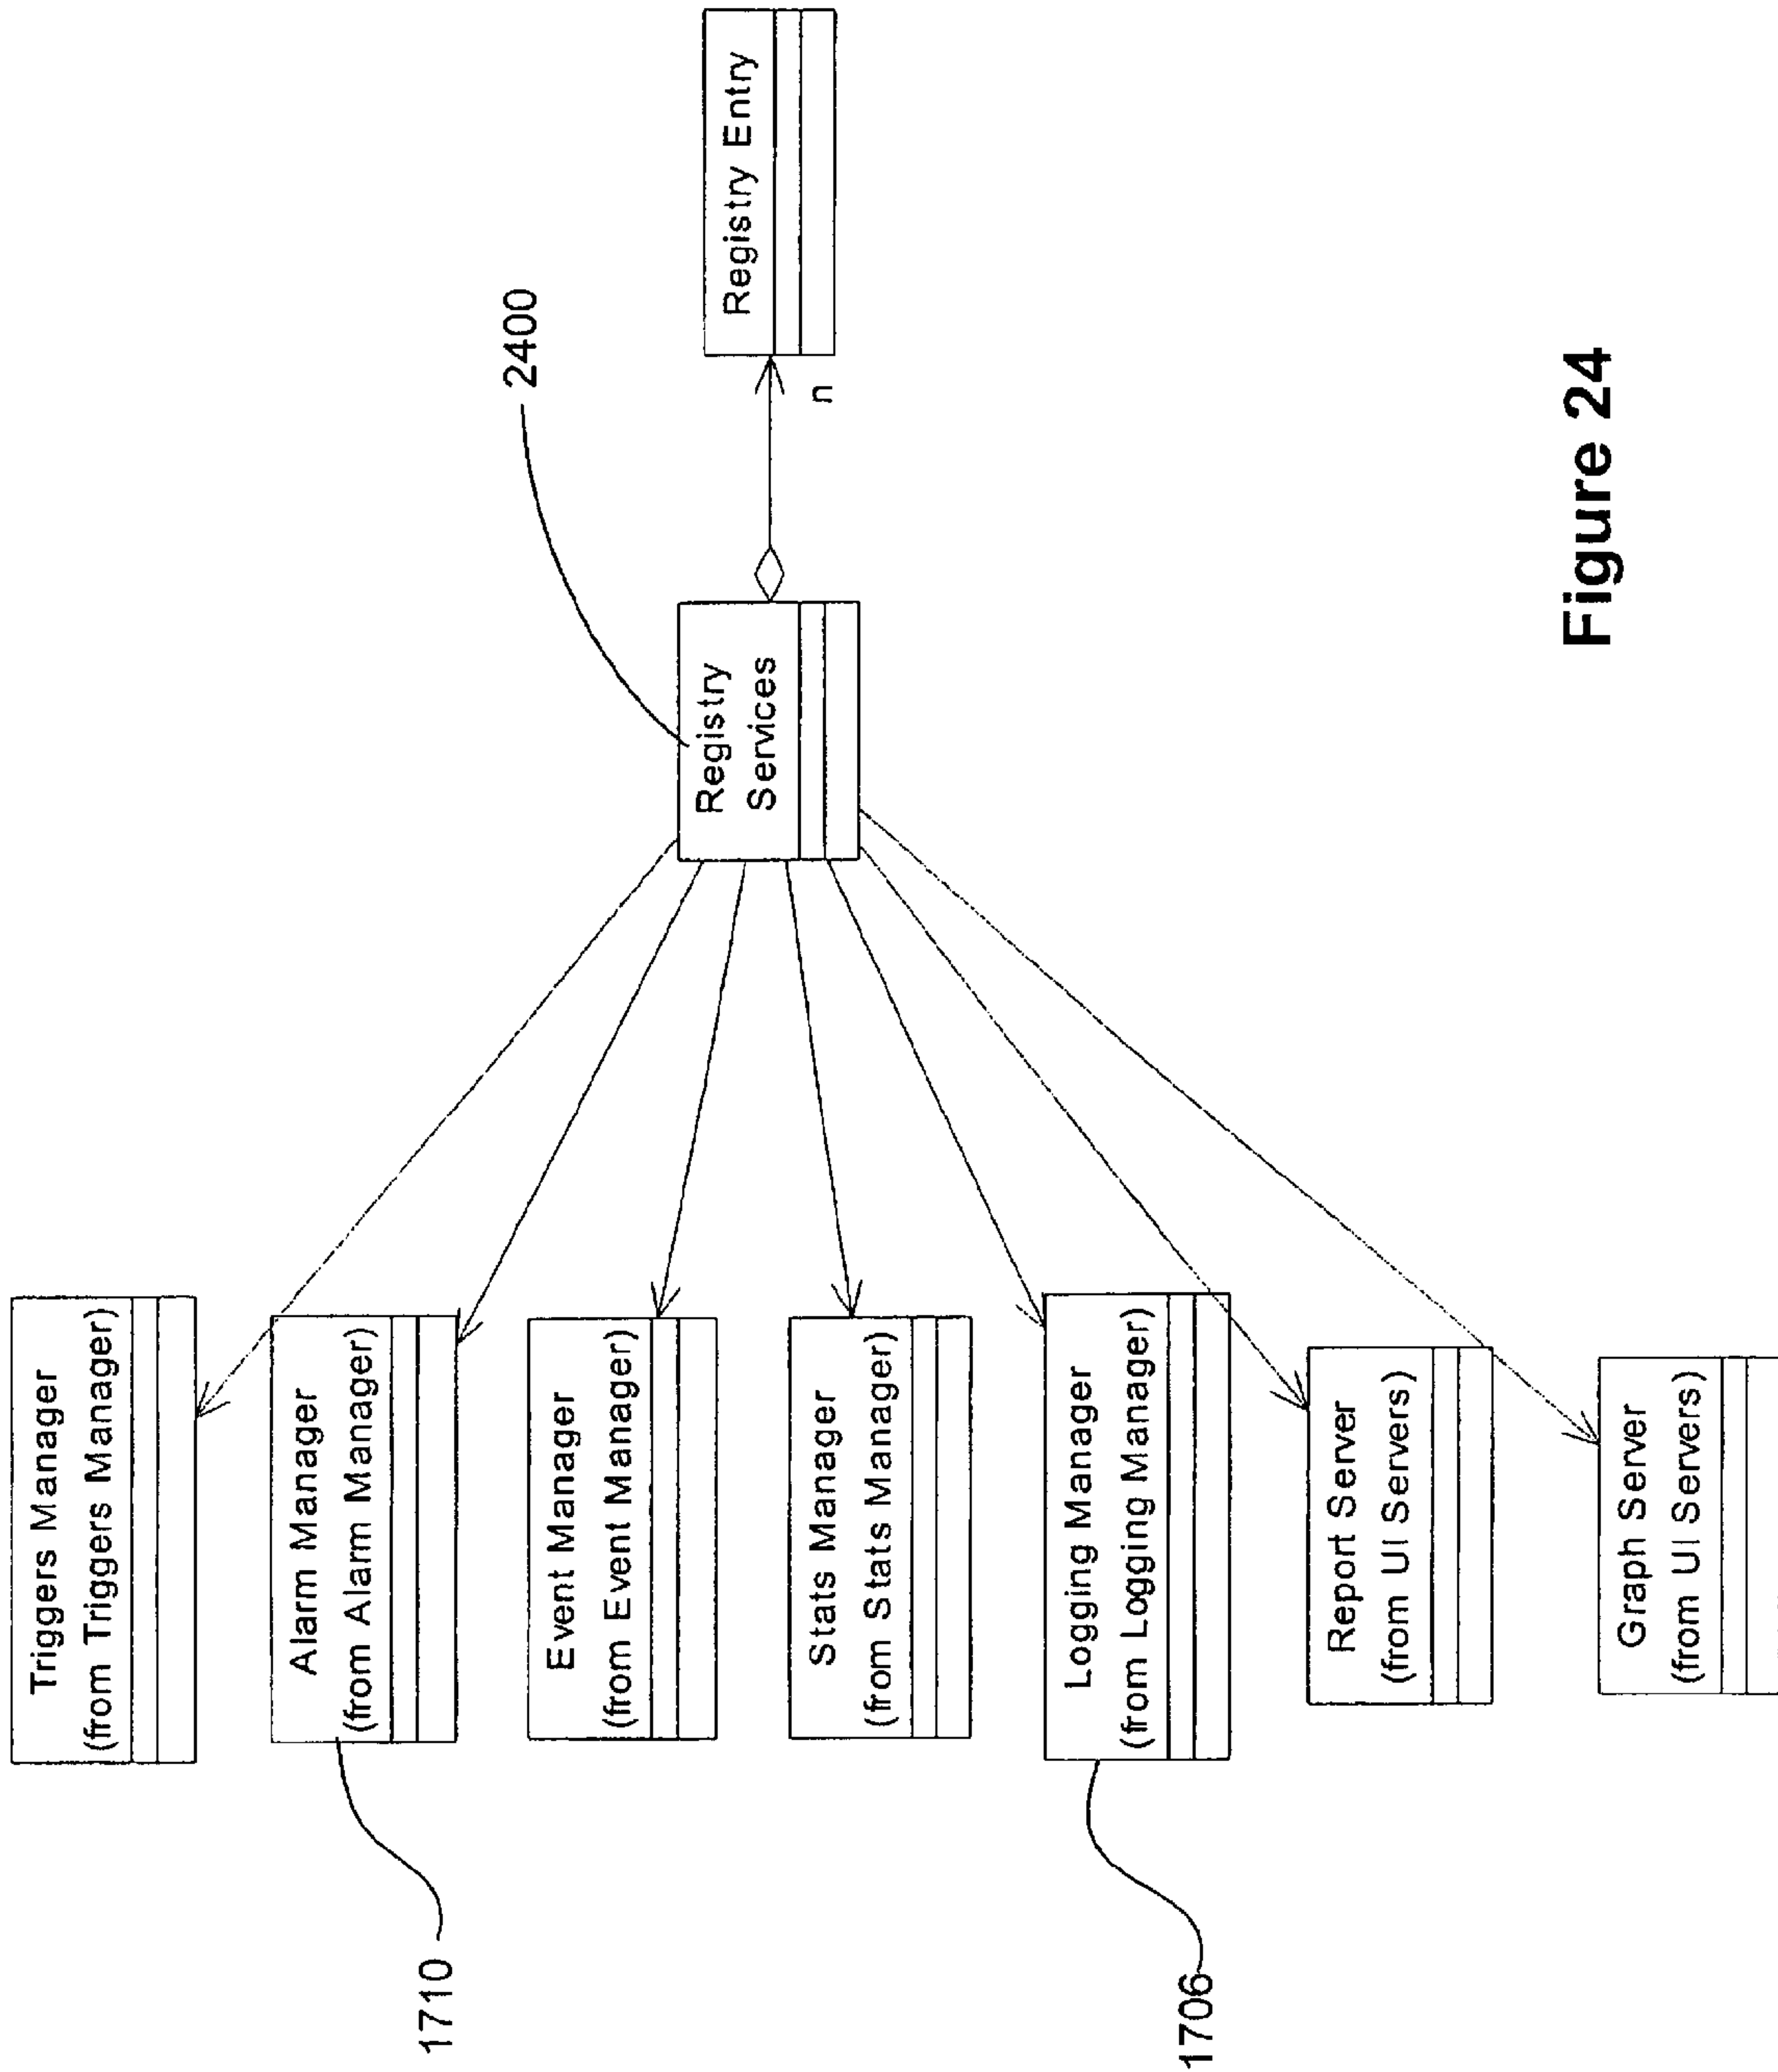 Triggers Manager
(from Triggers Manager)
Alarm Manager
(from Alarm Manager)
1710
Event Manager
(from Event Manager)
Stats Manager
(from Stats Manager)
Logging Manager
(from Logging Manager)
1706
Report Server
(from UI Servers)
Graph Server
(from UI Servers)
Registry
Services
2400
Registry Entry
n
Figure 24